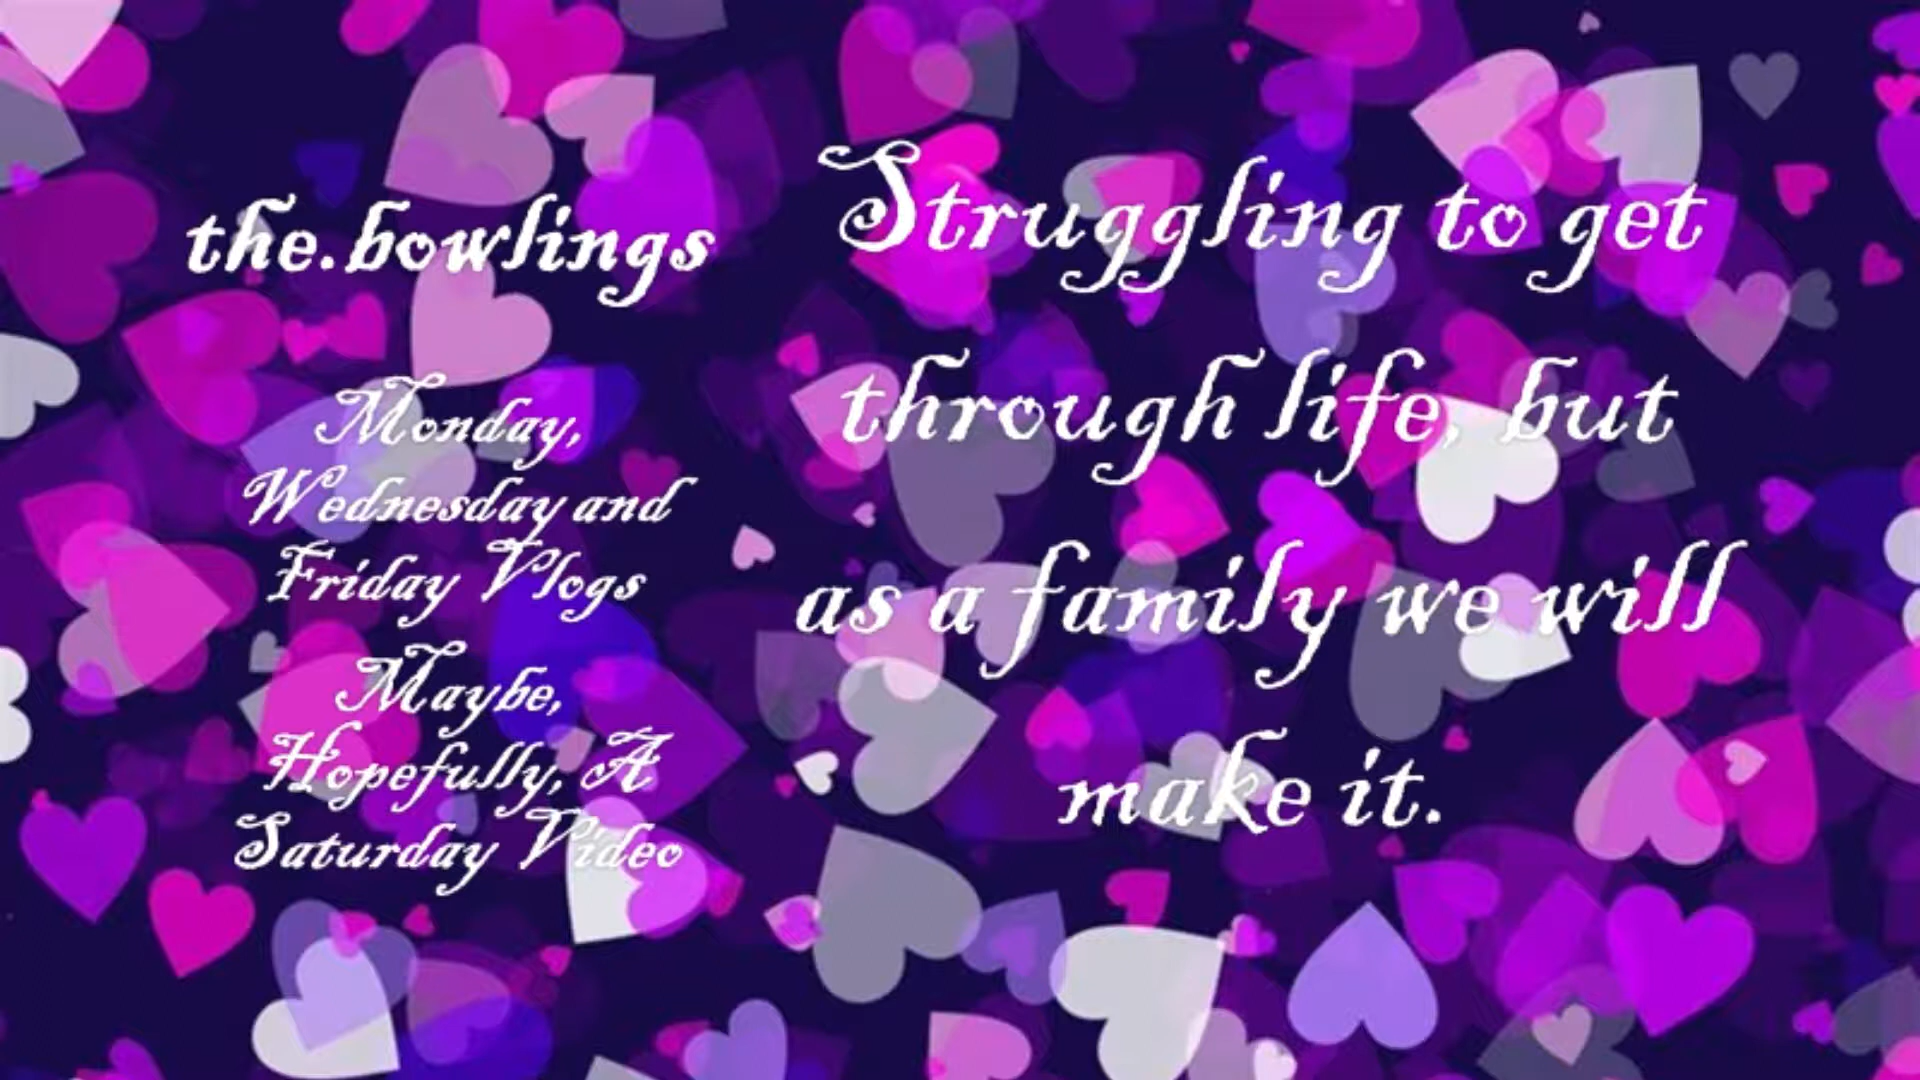 the.bowlings
Monday,
Wednesday and
Friday Vlogs
Maybe,
Hopefully, A
Saturday Video
Struggling to get
through life, but
as a family we will
make it.